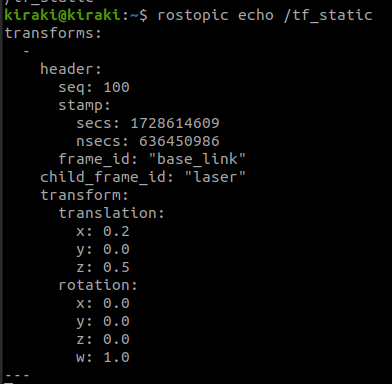 /tf_static
kiraki@kiraki:~$ rostopic echo /tf_static
transforms:
  -
    header:
      seq: 100
      stamp:
        secs: 1728614609
        nsecs: 636450986
      frame_id: "base_link"
    child_frame_id: "laser"
    transform:
      translation:
        x: 0.2
        y: 0.0
        z: 0.5
      rotation:
        x: 0.0
        y: 0.0
        z: 0.0
        w: 1.0
---